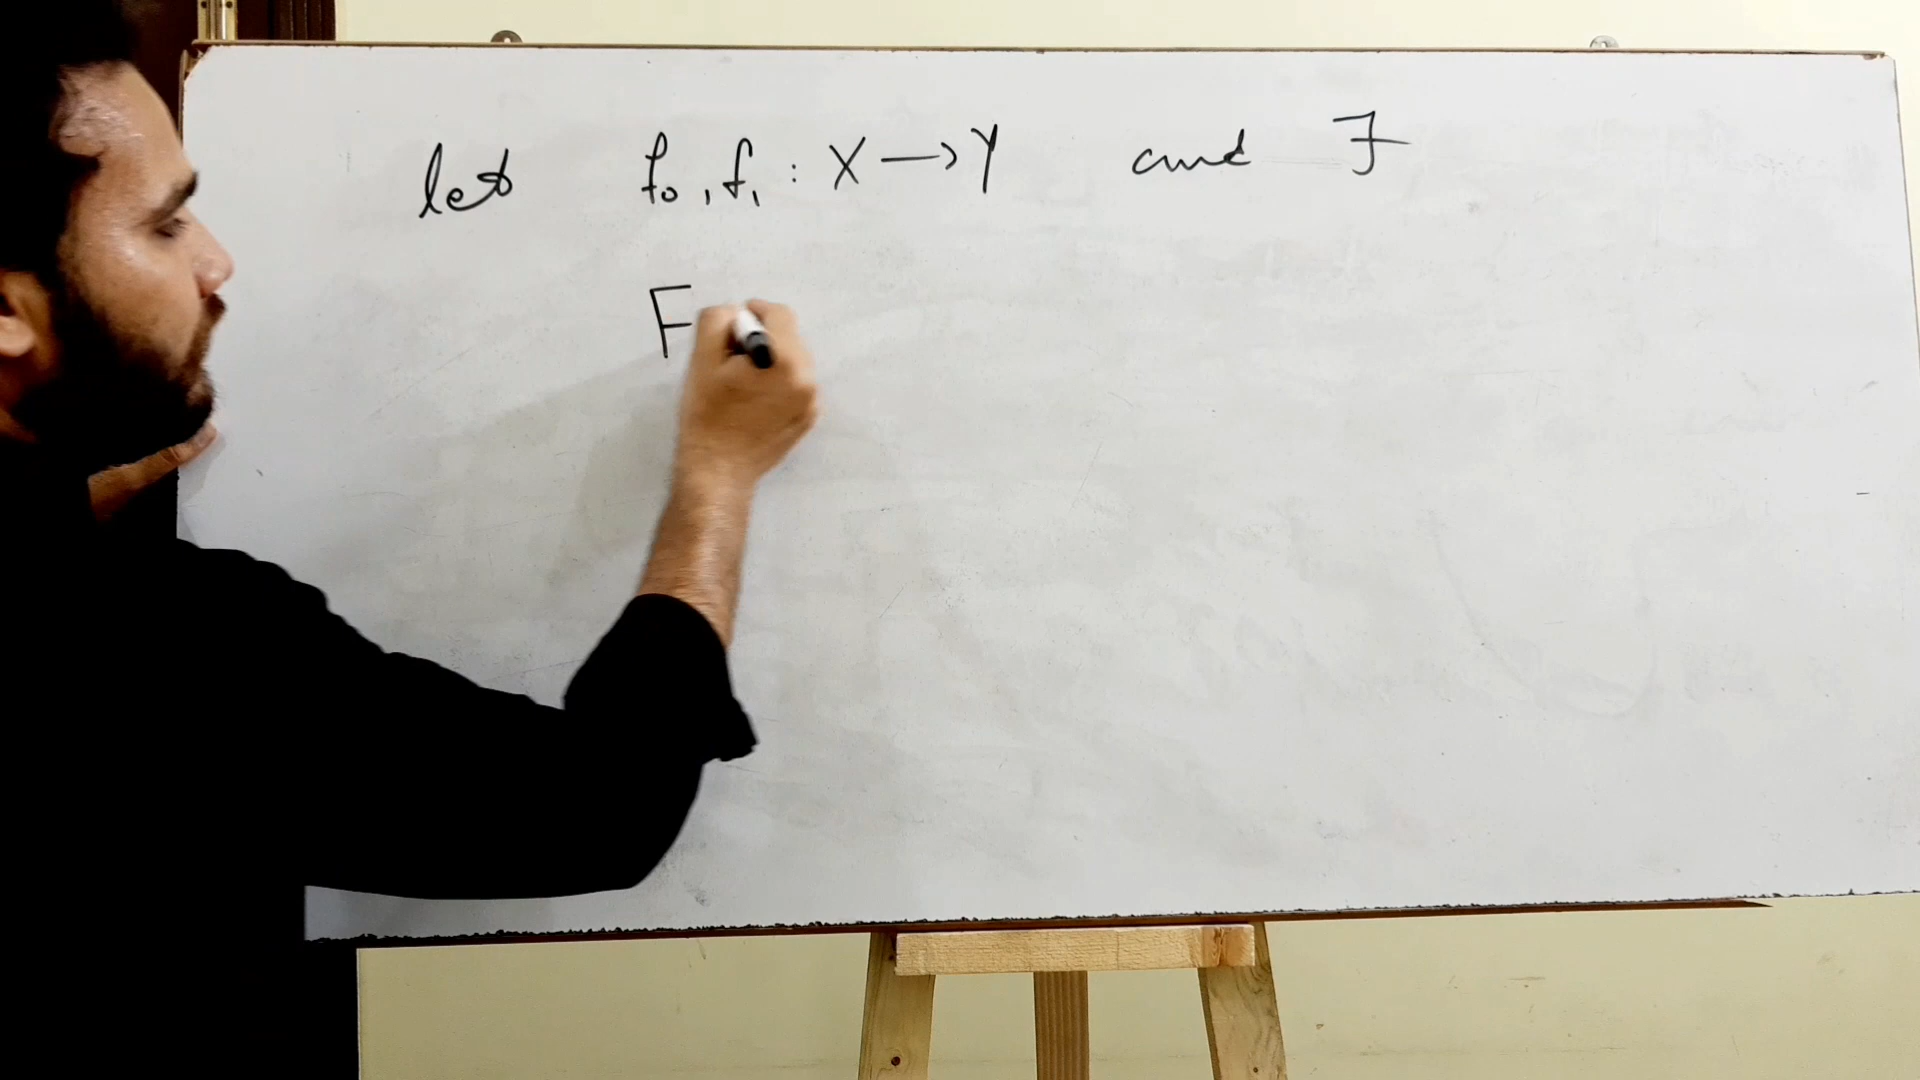 let f₀, f₁ : X → Y and ∃
F